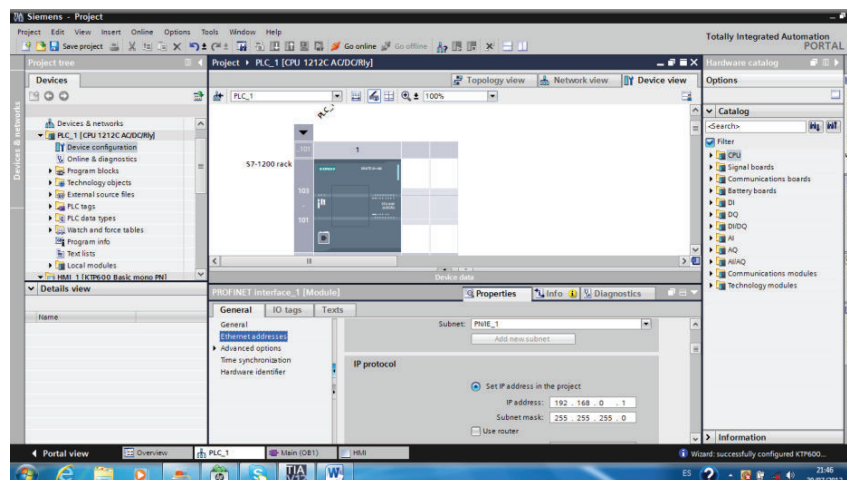 Siemens - Project
Project Edit View Insert Online Options Tools Window Help
Totally Integrated Automation
PORTAL
Save project
Go online
Go offline
Project tree
Project PLC_1 [CPU 1212C AC/DC/Rly]
Hardware catalog
Devices
Topology view
Network view
Device view
Options
PLC_1
100%
Devices & networks
Devices & networks
PLC_1 [CPU 1212C AC/DC/Rly]
Device configuration
Online & diagnostics
Program blocks
Technology objects
External source files
PLC tags
PLC data types
Watch and force tables
Program info
Text lists
Local modules
HMI_1 [KTP600 Basic mono PN]
Details view
Name
S7-1200 rack
101
1
103
101
Device data
Catalog
<Search>
Filter
CPU
Signal boards
Communications boards
Battery boards
DI
DQ
DI/DQ
AI
AQ
AI/AQ
Communications modules
Technology modules
Information
PROFINET Interface_1 [Module]
Properties
Info
Diagnostics
General
IO tags
Texts
General
Ethernet addresses
Advanced options
Time synchronization
Hardware identifier
Subnet: PN/IE_1
Add new subnet
IP protocol
Set IP address in the project
IP address: 192 . 168 . 0 . 1
Subnet mask: 255 . 255 . 255 . 0
Use router
Portal view
Overview
PLC_1
Main (OB1)
HMI
Wizard: successfully configured KTP600...
TIA
V12
ES
21:46